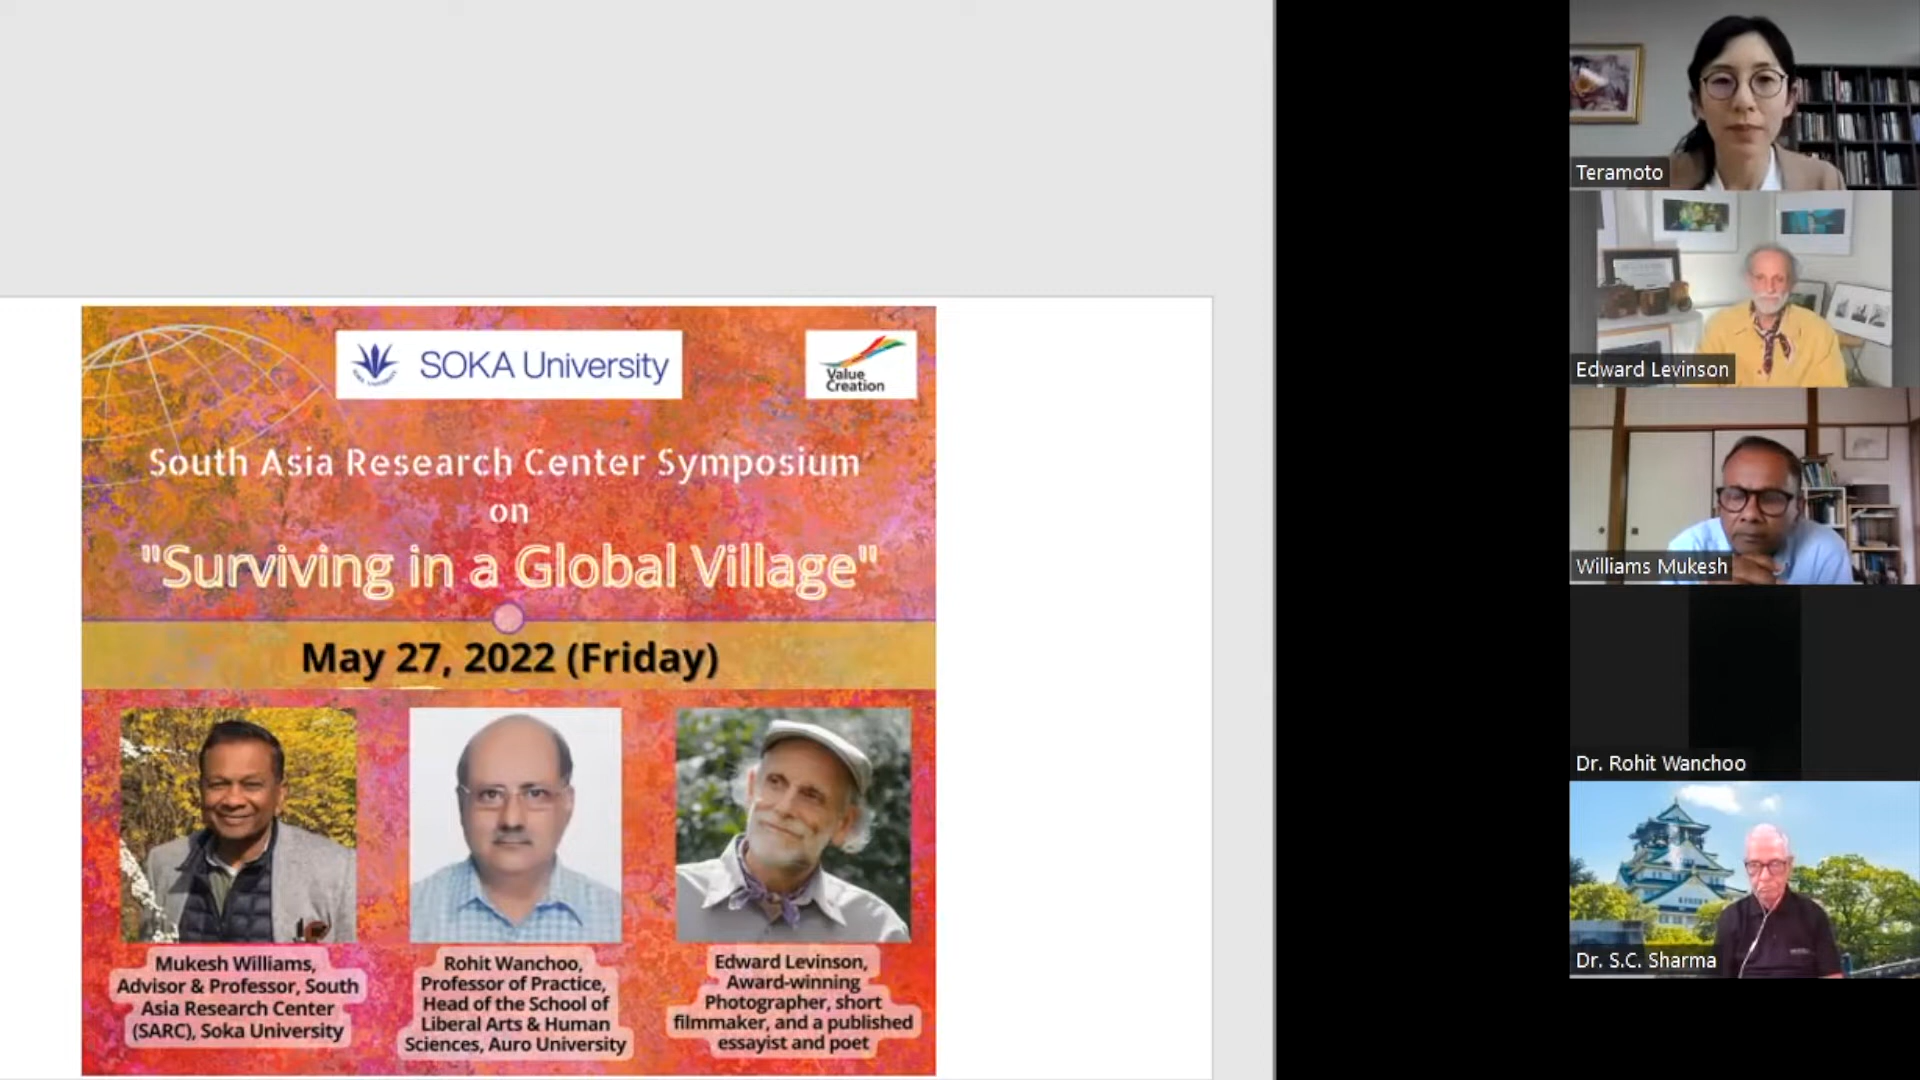 SOKA University
Value
Creation
South Asia Research Center Symposium
on
"Surviving in a Global Village"
May 27, 2022 (Friday)
Mukesh Williams,
Advisor & Professor, South
Asia Research Center
(SARC), Soka University
Rohit Wanchoo,
Professor of Practice,
Head of the School of
Liberal Arts & Human
Sciences, Auro University
Edward Levinson,
Award-winning
Photographer, short
filmmaker, and a published
essayist and poet
Teramoto
Edward Levinson
Williams Mukesh
Dr. Rohit Wanchoo
Dr. S.C. Sharma